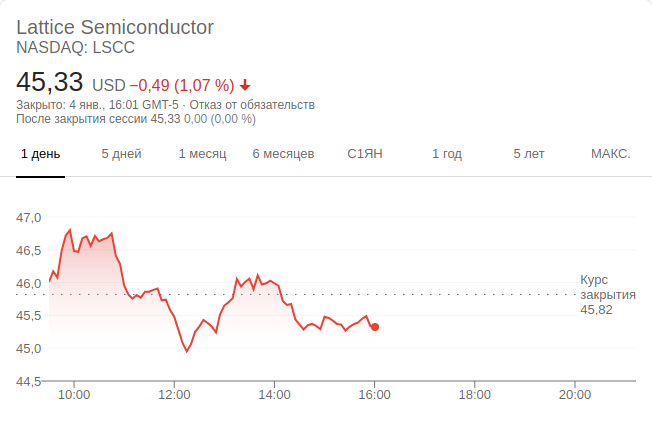 Lattice Semiconductor
NASDAQ: LSCC
45,33 USD −0,49 (1,07 %)
Закрыто: 4 янв., 16:01 GMT-5 · Отказ от обязательств
После закрытия сессии 45,33 0,00 (0,00 %)
1 день 5 дней 1 месяц 6 месяцев С1ЯН 1 год 5 лет МАКС.
47,0
46,5
46,0
45,5
45,0
44,5
Курс
закрытия
45,82
10:00 12:00 14:00 16:00 18:00 20:00